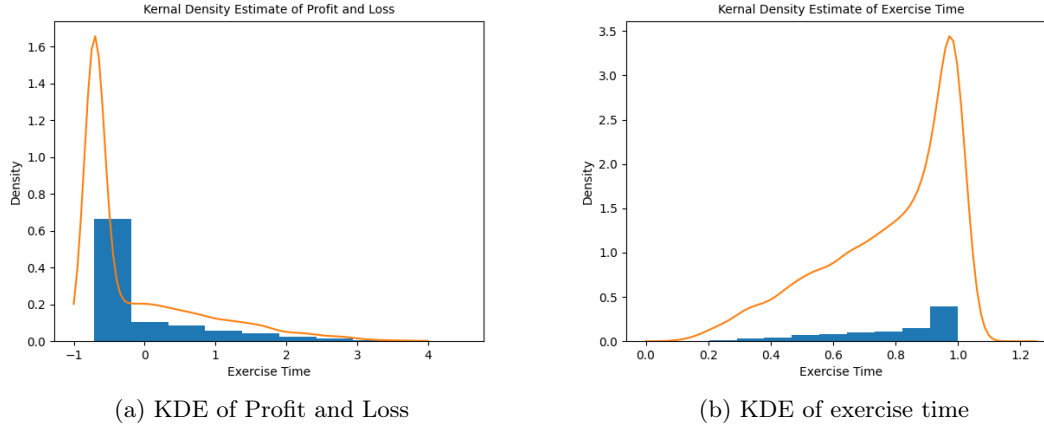 Kernal Density Estimate of Profit and Loss
1.6
1.4
1.2
1.0
0.8
0.6
0.4
0.2
0.0
Density
−1 0 1 2 3 4
Exercise Time
(a) KDE of Profit and Loss
Kernal Density Estimate of Exercise Time
3.5
3.0
2.5
2.0
1.5
1.0
0.5
0.0
Density
0.0 0.2 0.4 0.6 0.8 1.0 1.2
Exercise Time
(b) KDE of exercise time